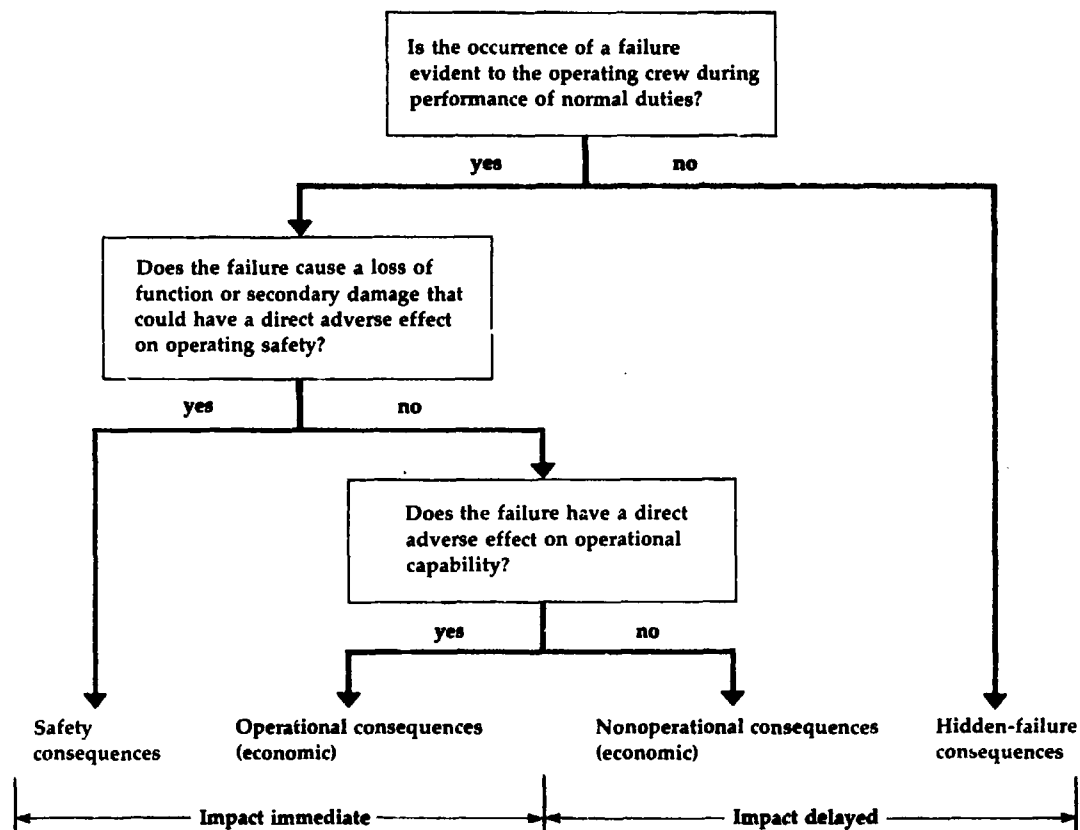 Is the occurrence of a failure
evident to the operating crew during
performance of normal duties?
yes
no
Does the failure cause a loss of
function or secondary damage that
could have a direct adverse effect
on operating safety?
yes
no
Does the failure have a direct
adverse effect on operational
capability?
yes
no
Safety
consequences
Operational consequences
(economic)
Nonoperational consequences
(economic)
Hidden-failure
consequences
Impact immediate
Impact delayed